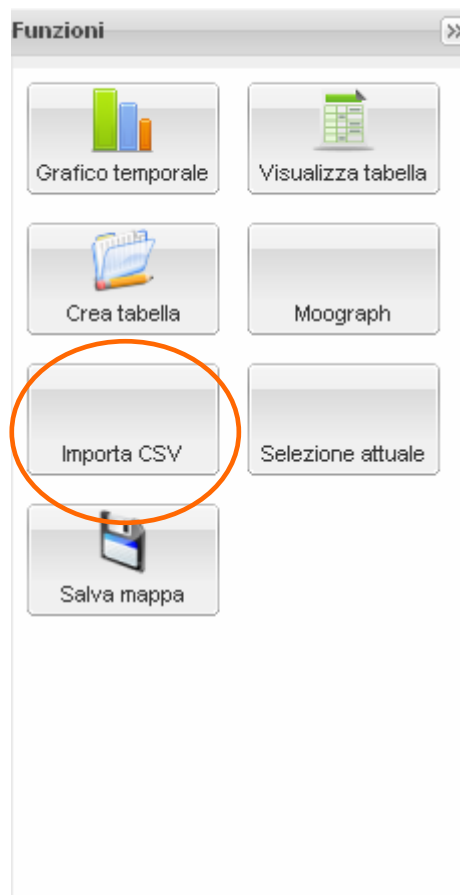 Funzioni
Grafico temporale
Visualizza tabella
Crea tabella
Moograph
Importa CSV
Selezione attuale
Salva mappa